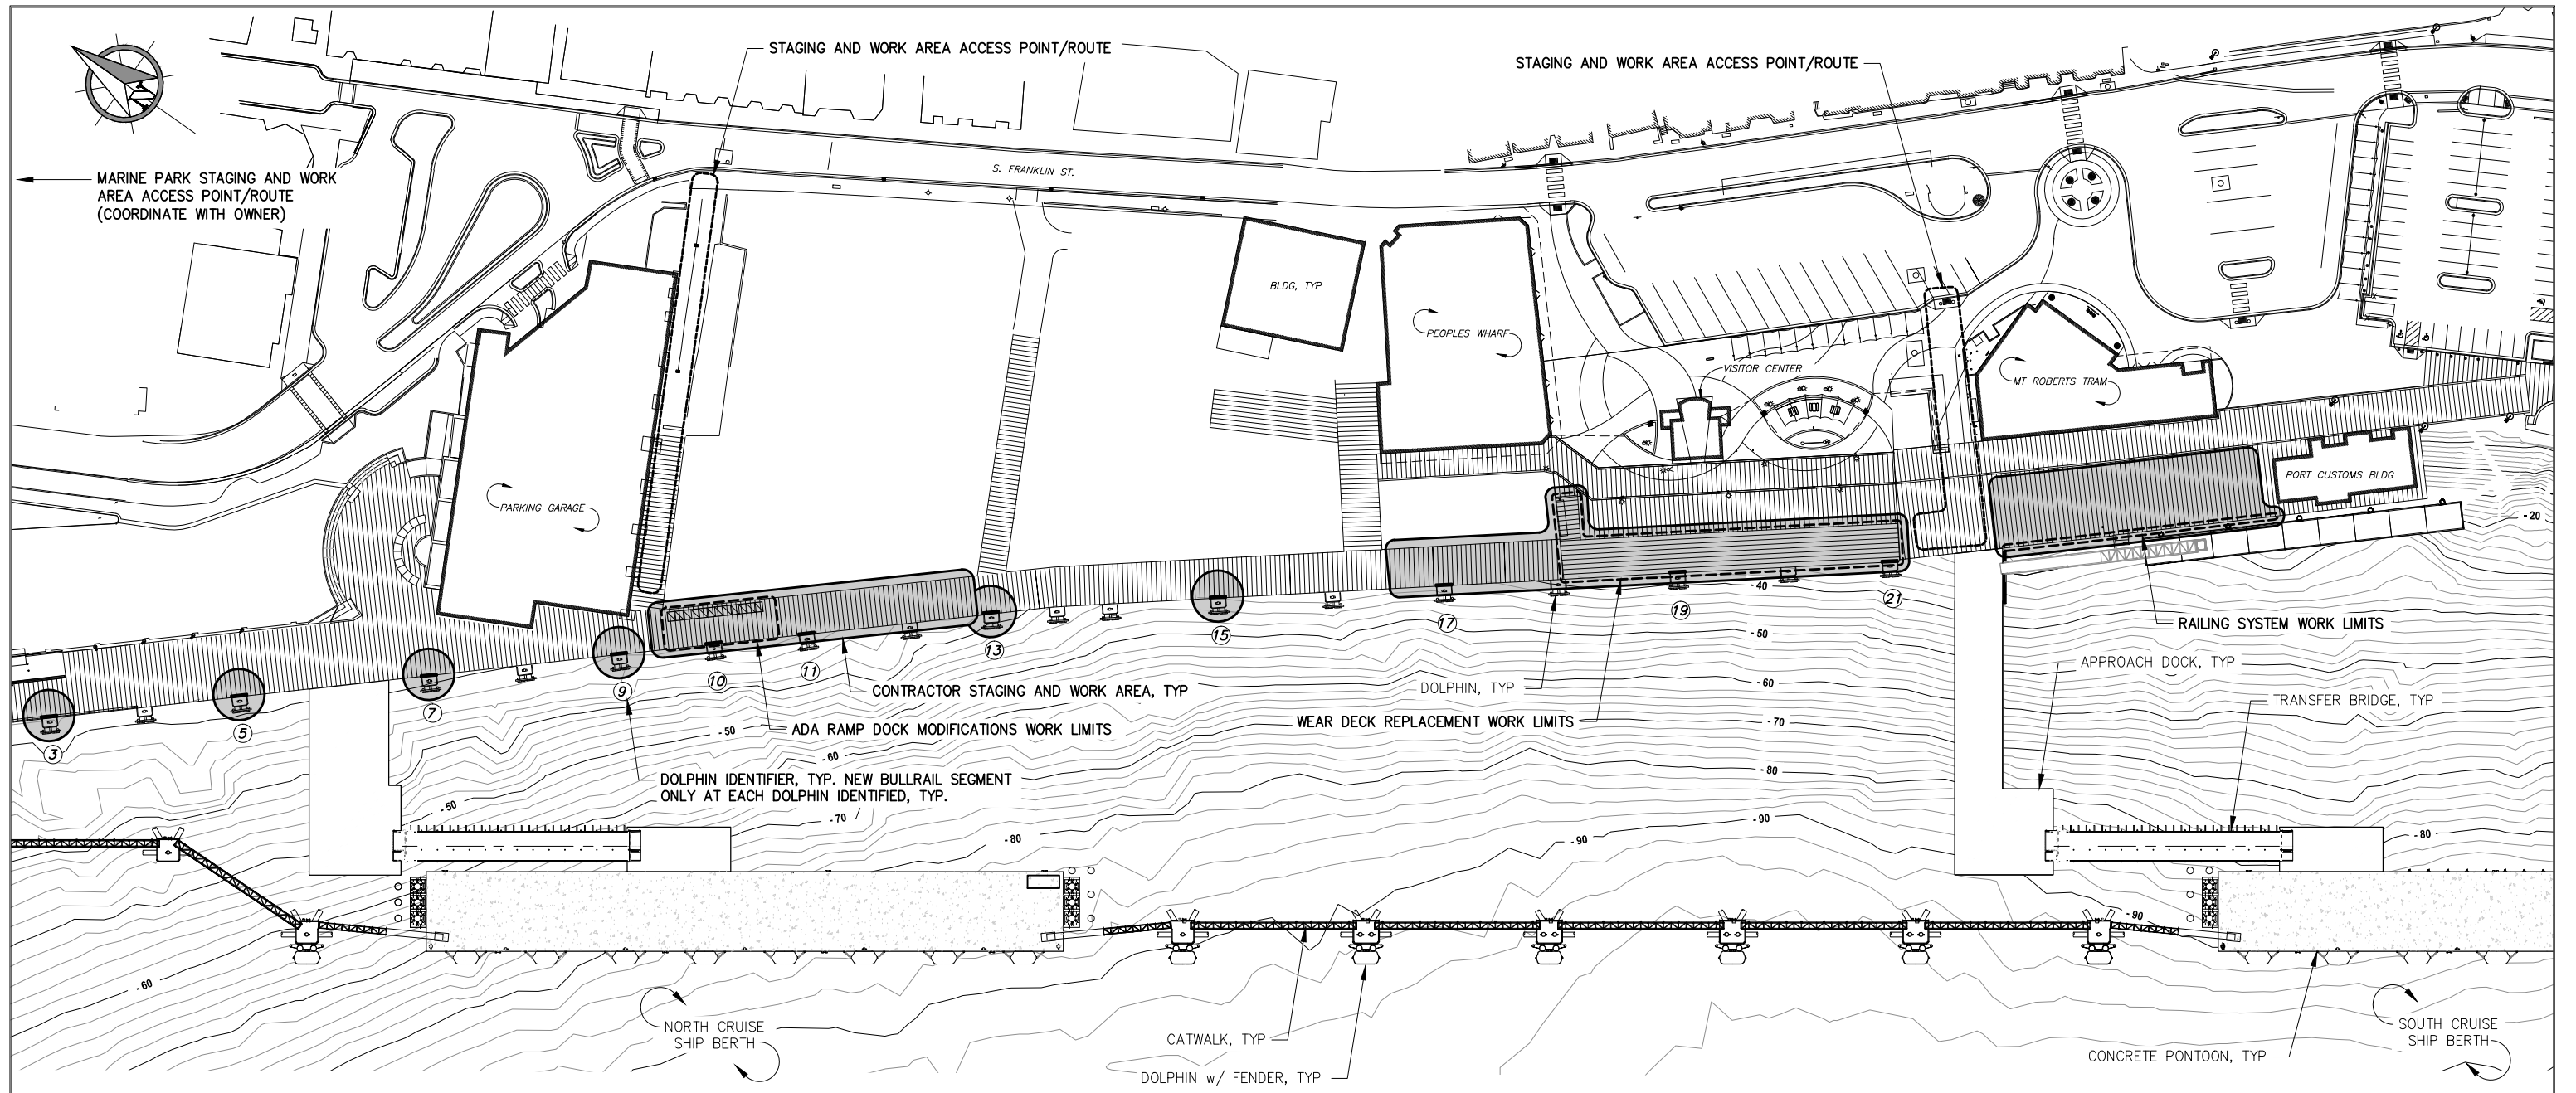 STAGING AND WORK AREA ACCESS POINT/ROUTE
STAGING AND WORK AREA ACCESS POINT/ROUTE
N
MARINE PARK STAGING AND WORK
AREA ACCESS POINT/ROUTE
(COORDINATE WITH OWNER)
S. FRANKLIN ST.
BLDG, TYP
PEOPLES WHARF
VISITOR CENTER
MT ROBERTS TRAM
PARKING GARAGE
PORT CUSTOMS BLDG
-20
-40
3
5
7
9
10
11
13
15
17
19
21
-50
RAILING SYSTEM WORK LIMITS
APPROACH DOCK, TYP
CONTRACTOR STAGING AND WORK AREA, TYP
DOLPHIN, TYP
-60
TRANSFER BRIDGE, TYP
-50
ADA RAMP DOCK MODIFICATIONS WORK LIMITS
WEAR DECK REPLACEMENT WORK LIMITS
-70
-60
-80
DOLPHIN IDENTIFIER, TYP. NEW BULLRAIL SEGMENT
ONLY AT EACH DOLPHIN IDENTIFIED, TYP.
-50
-70
-80
-90
-90
-80
-90
-60
NORTH CRUISE
SHIP BERTH
CATWALK, TYP
DOLPHIN w/ FENDER, TYP
CONCRETE PONTOON, TYP
SOUTH CRUISE
SHIP BERTH